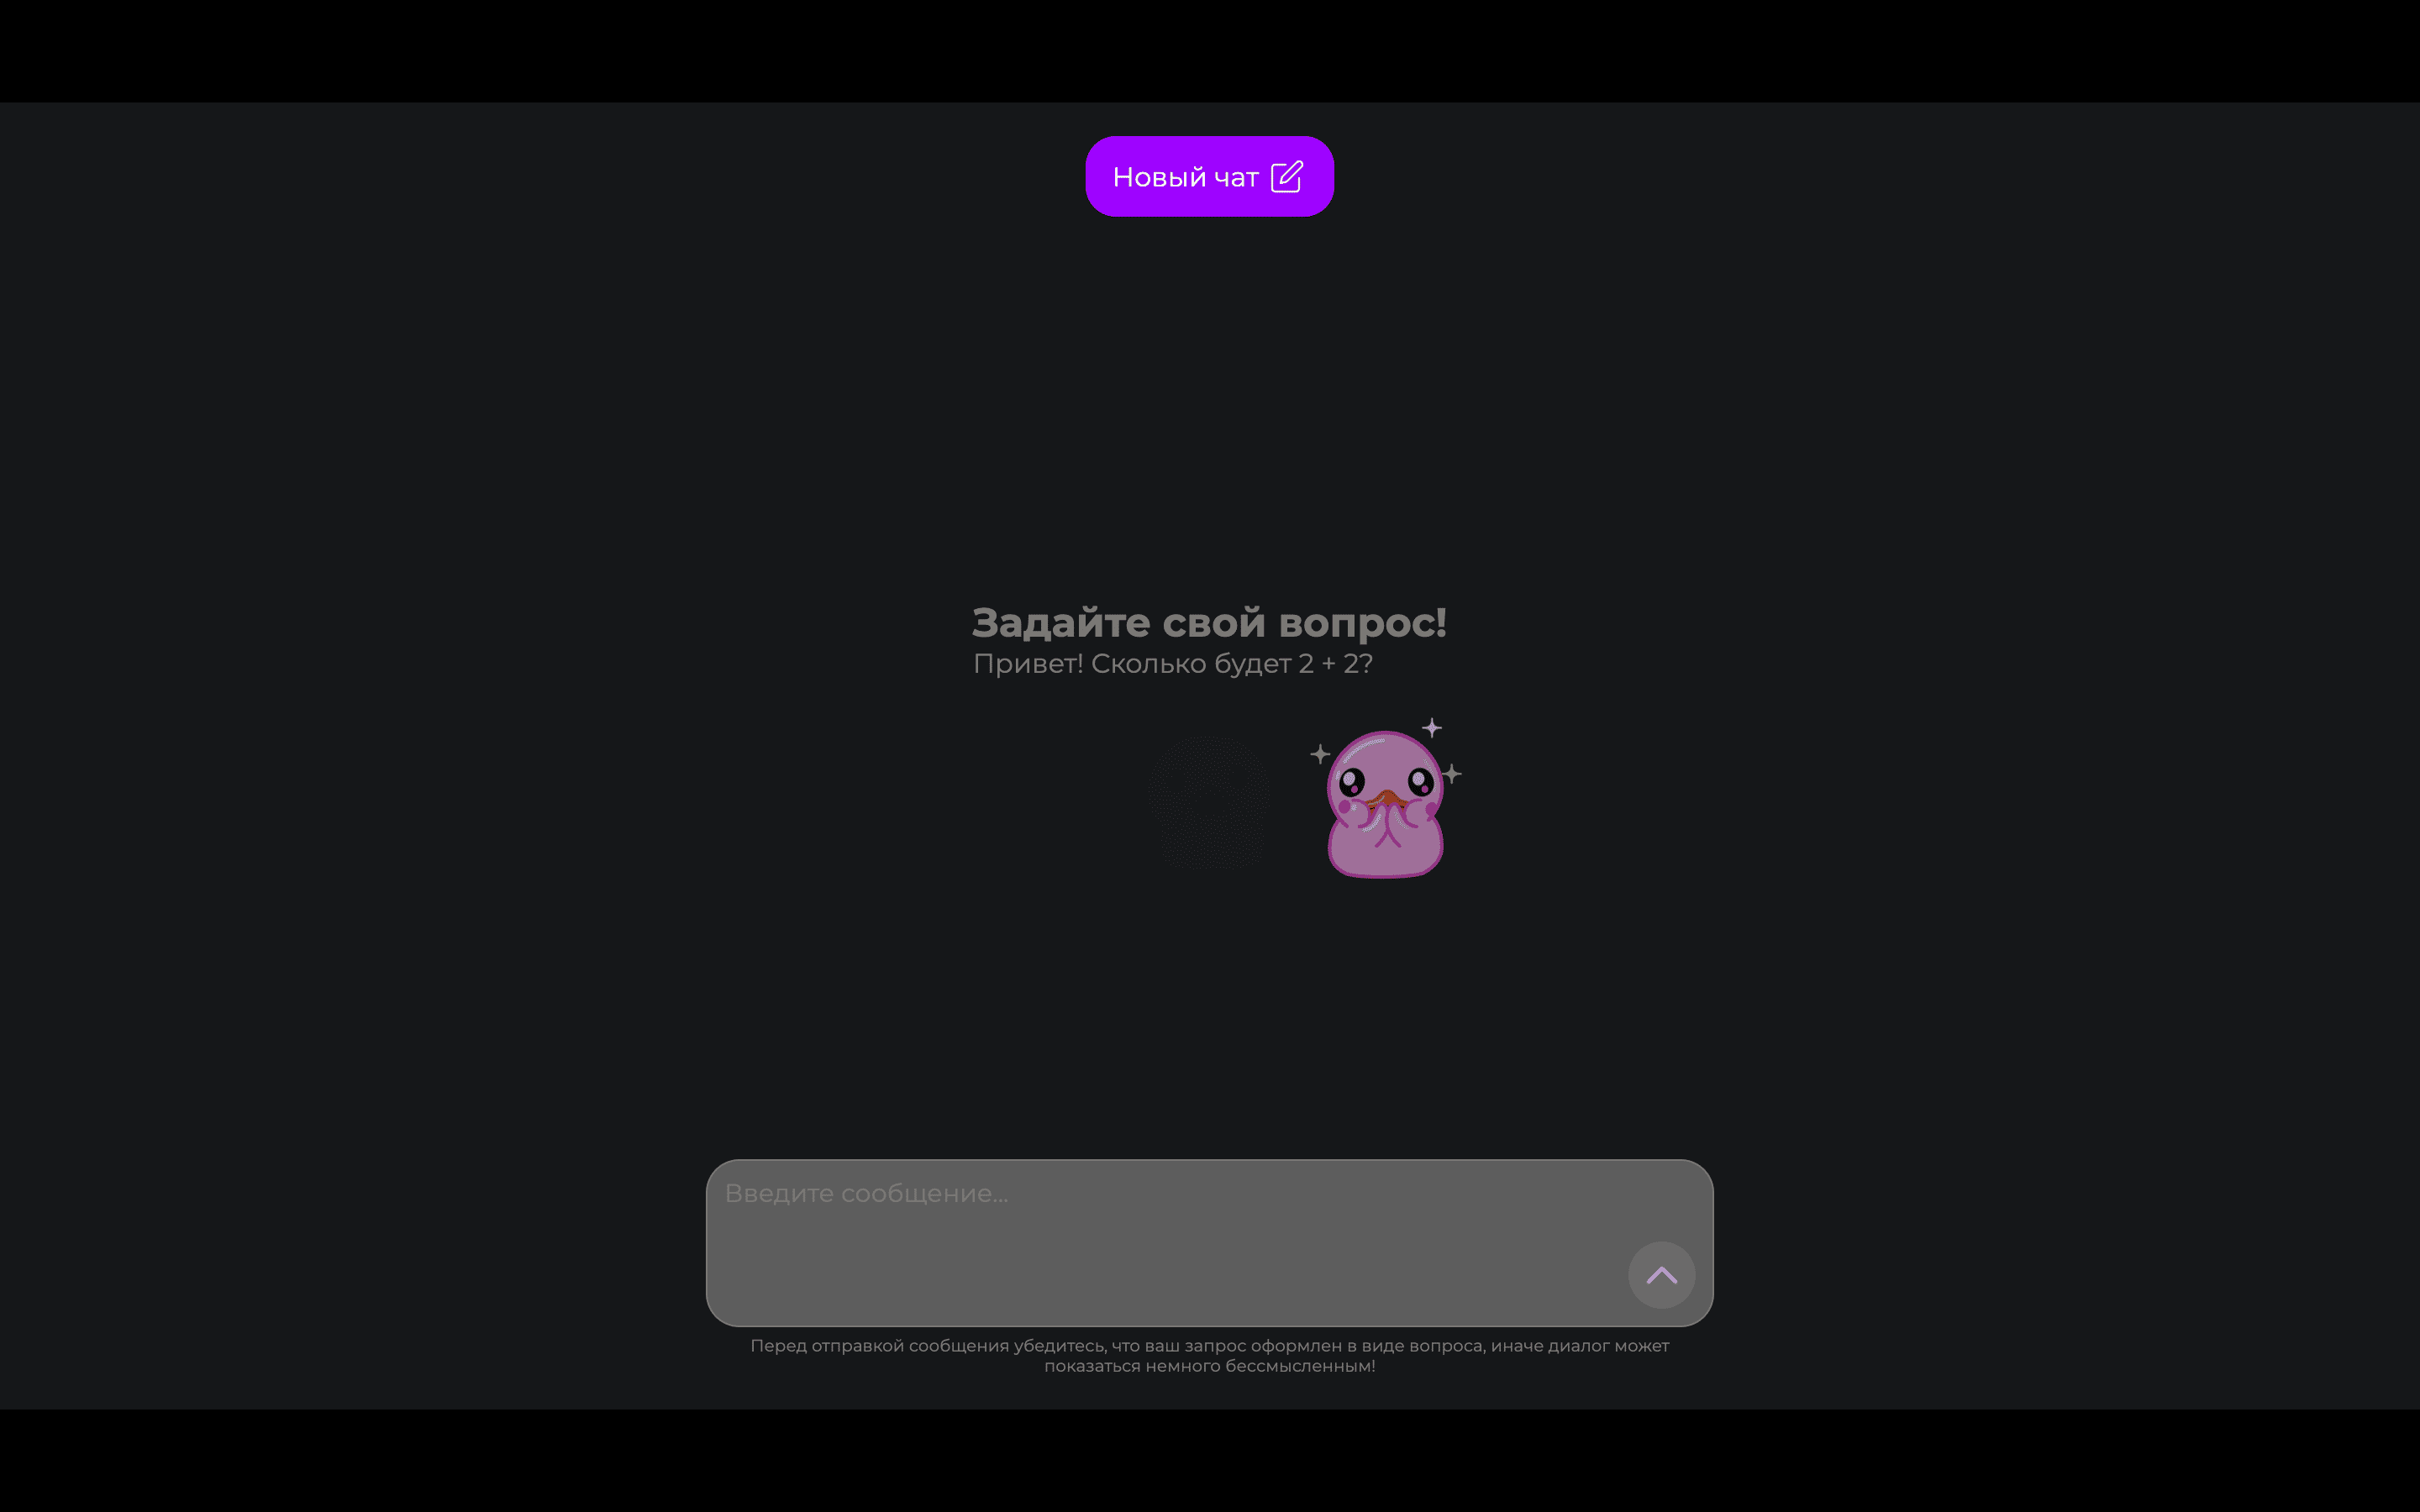 Новый чат
Задайте свой вопрос!
Привет! Сколько будет 2 + 2?
Введите сообщение...
Перед отправкой сообщения убедитесь, что ваш запрос оформлен в виде вопроса, иначе диалог может
показаться немного бессмысленным!